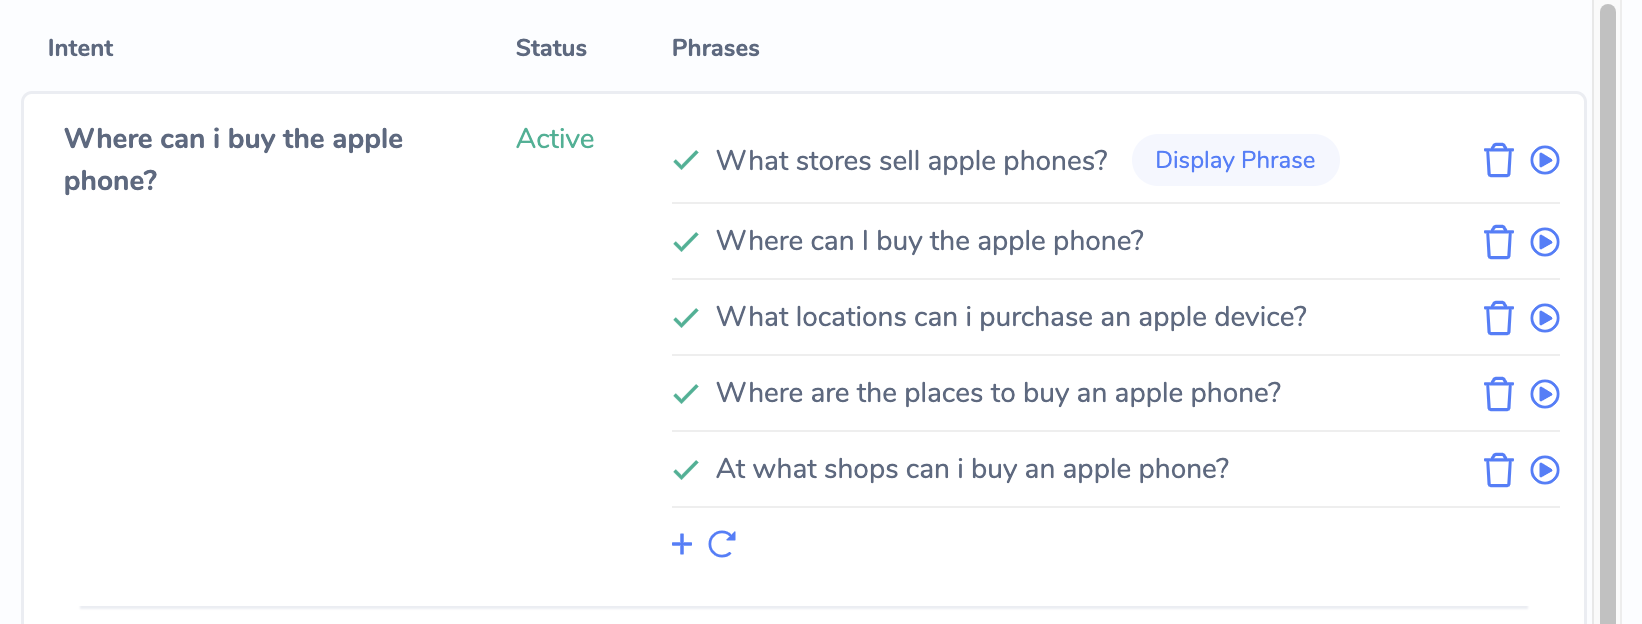 Intent Status Phrases
Where can i buy the apple
phone?
Active
What stores sell apple phones? Display Phrase
Where can I buy the apple phone?
What locations can i purchase an apple device?
Where are the places to buy an apple phone?
At what shops can i buy an apple phone?